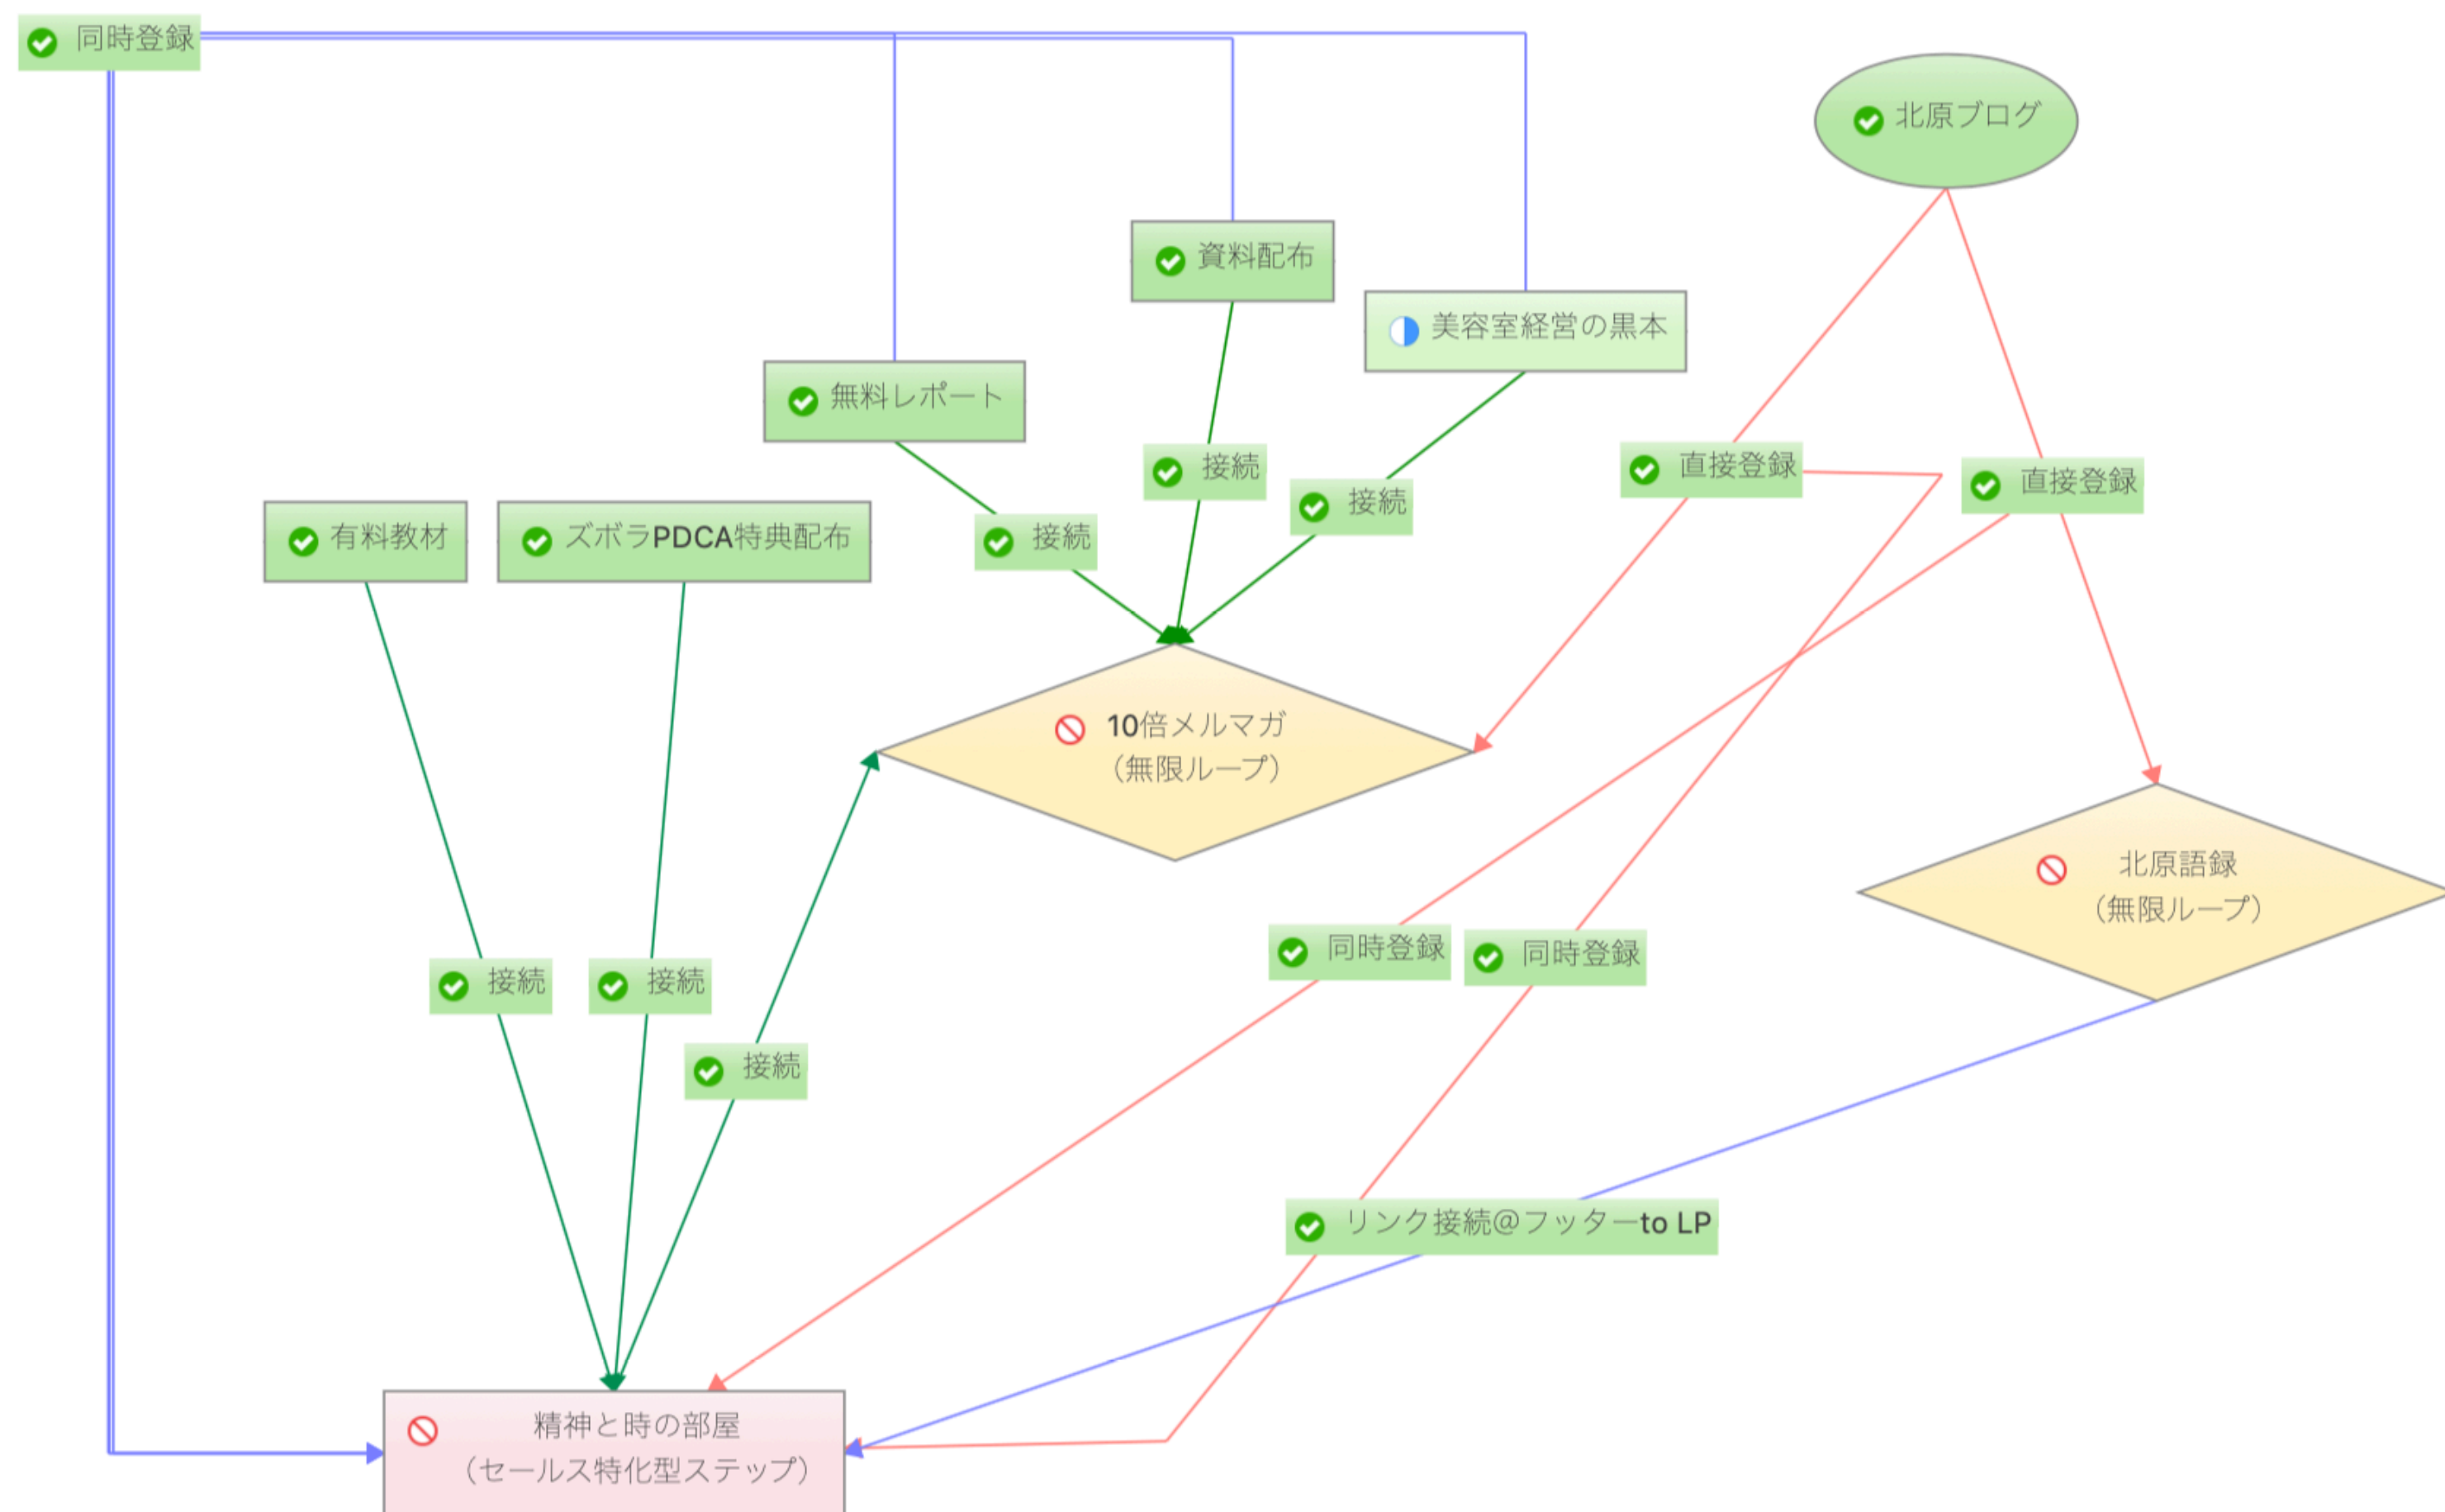 同時登録
北原ブログ
資料配布
美容室経営の黒本
無料レポート
接続
直接登録
直接登録
接続
有料教材
ズボラPDCA特典配布
接続
10倍メルマガ
（無限ループ）
北原語録
（無限ループ）
同時登録
同時登録
接続
接続
接続
リンク接続@フッターto LP
精神と時の部屋
（セールス特化型ステップ）